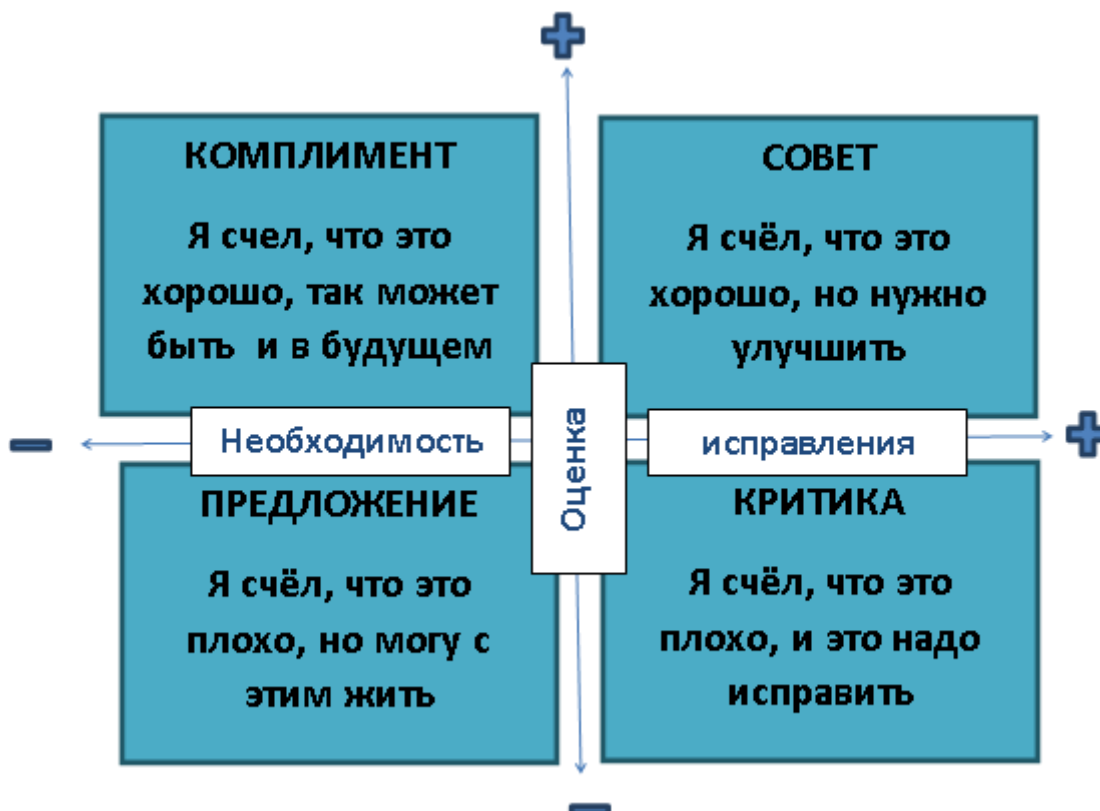 КОМПЛИМЕНТ
Я счел, что это
хорошо, так может
быть и в будущем
СОВЕТ
Я счёл, что это
хорошо, но нужно
улучшить
Необходимость
Оценка
исправления
ПРЕДЛОЖЕНИЕ
Я счёл, что это
плохо, но могу с
этим жить
КРИТИКА
Я счёл, что это
плохо, и это надо
исправить